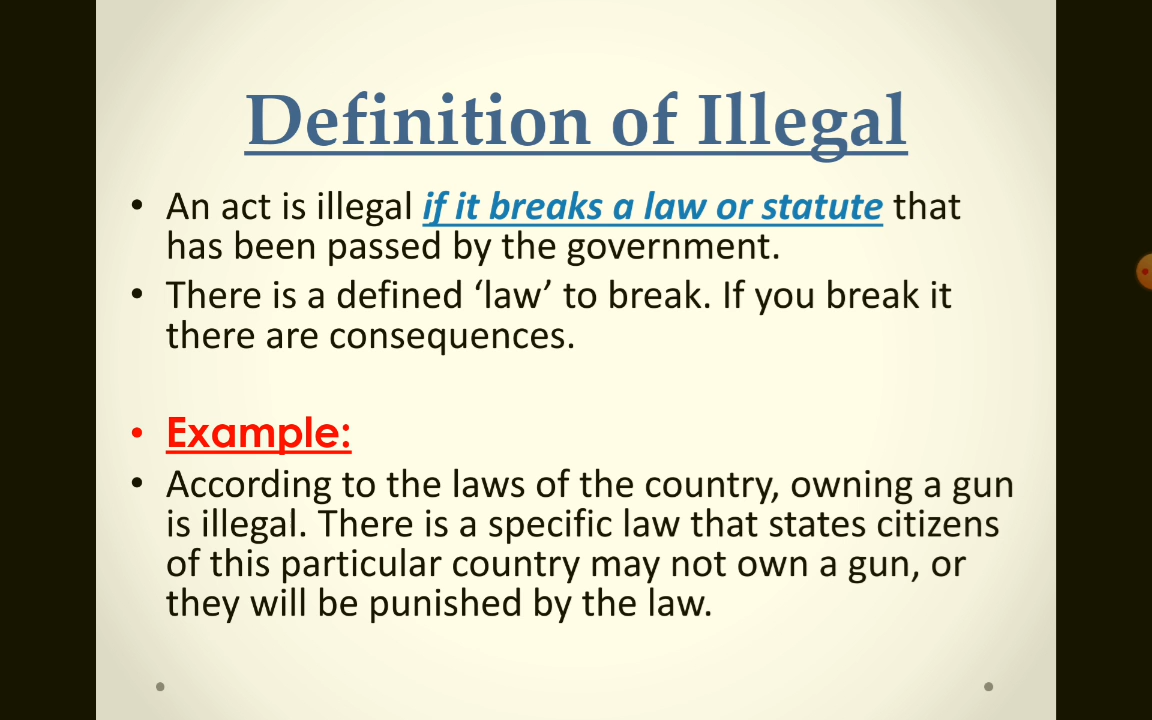 Definition of Illegal
• An act is illegal if it breaks a law or statute that
has been passed by the government.
• There is a defined ‘law’ to break. If you break it
there are consequences.
• Example:
• According to the laws of the country, owning a gun
is illegal. There is a specific law that states citizens
of this particular country may not own a gun, or
they will be punished by the law.